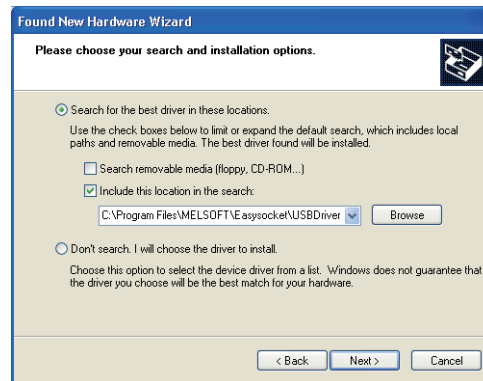 Found New Hardware Wizard
Please choose your search and installation options.
Search for the best driver in these locations.
Use the check boxes below to limit or expand the default search, which includes local
paths and removable media. The best driver found will be installed.
Search removable media (floppy, CD-ROM...)
Include this location in the search:
C:\Program Files\MELSOFT\Easysocket\USBDriver
Browse
Don't search. I will choose the driver to install.
Choose this option to select the device driver from a list. Windows does not guarantee that
the driver you choose will be the best match for your hardware.
< Back Next > Cancel